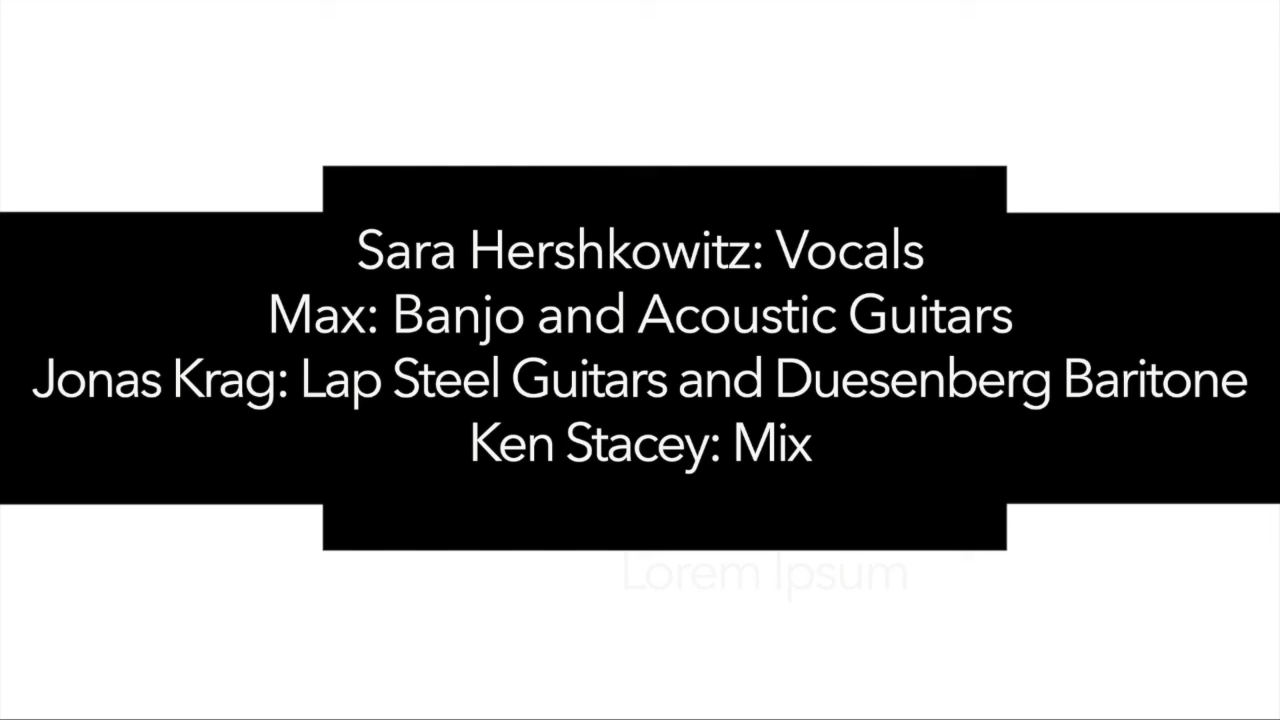 Sara Hershkowitz: Vocals
Max: Banjo and Acoustic Guitars
Jonas Krag: Lap Steel Guitars and Duesenberg Baritone
Ken Stacey: Mix
Lorem Ipsum